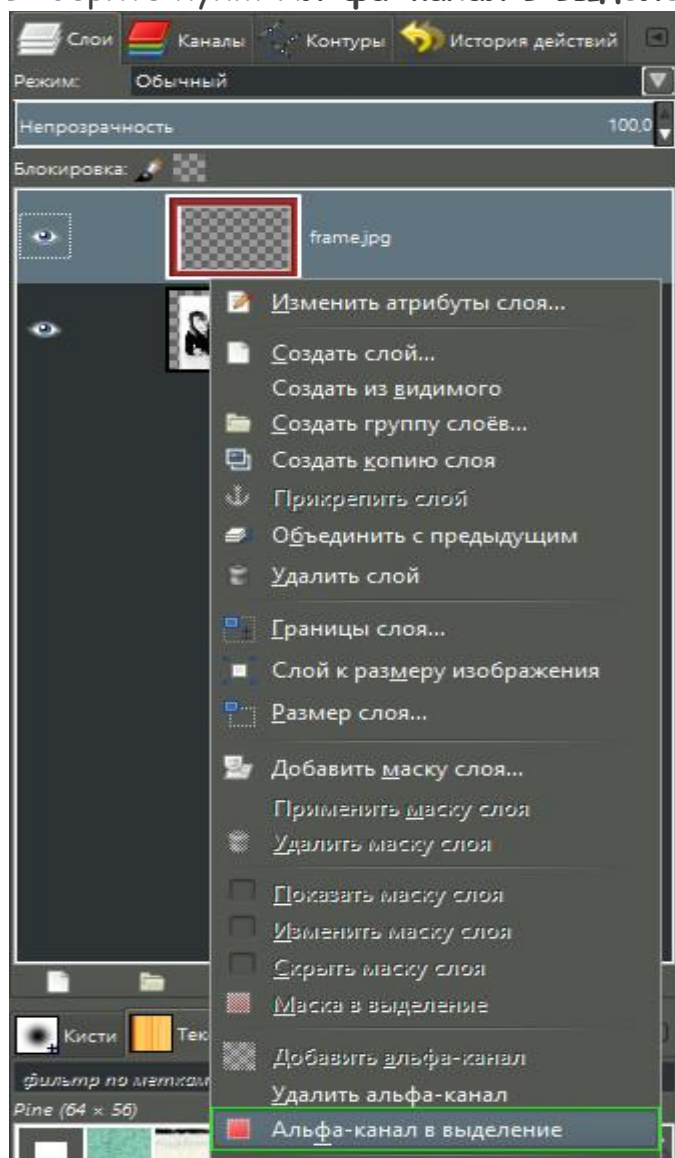 Слои Каналы Контуры История действий
Режим: Обычный
Непрозрачность 100,0
Блокировка:
frame.jpg
Изменить атрибуты слоя...
Создать слой...
Создать из видимого
Создать группу слоёв...
Создать копию слоя
Прикрепить слой
Объединить с предыдущим
Удалить слой
Границы слоя...
Слой к размеру изображения
Размер слоя...
Добавить маску слоя...
Применить маску слоя
Удалить маску слоя
Показать маску слоя
Изменить маску слоя
Скрыть маску слоя
Маска в выделение
Кисти Тек
Добавить альфа-канал
фильтр по меткам
Удалить альфа-канал
Pine (64 × 56)
Альфа-канал в выделение